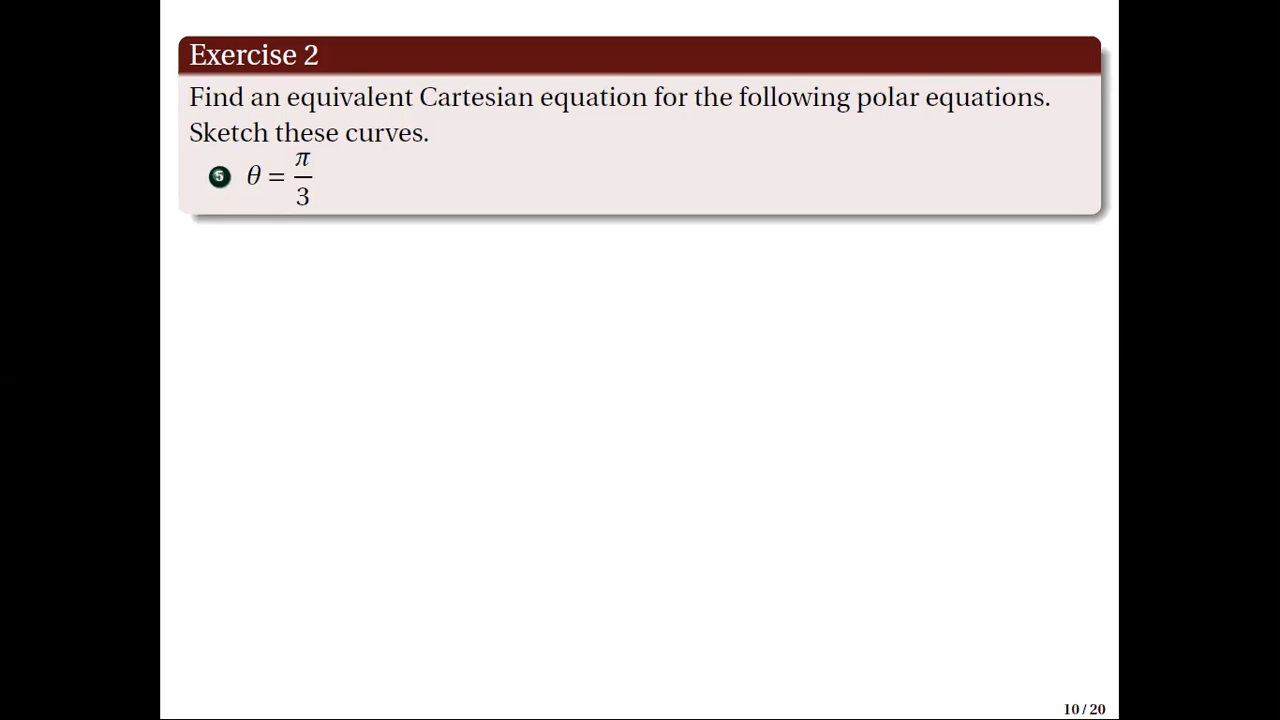 Exercise 2
Find an equivalent Cartesian equation for the following polar equations.
Sketch these curves.
5 θ = π/3
10 / 20